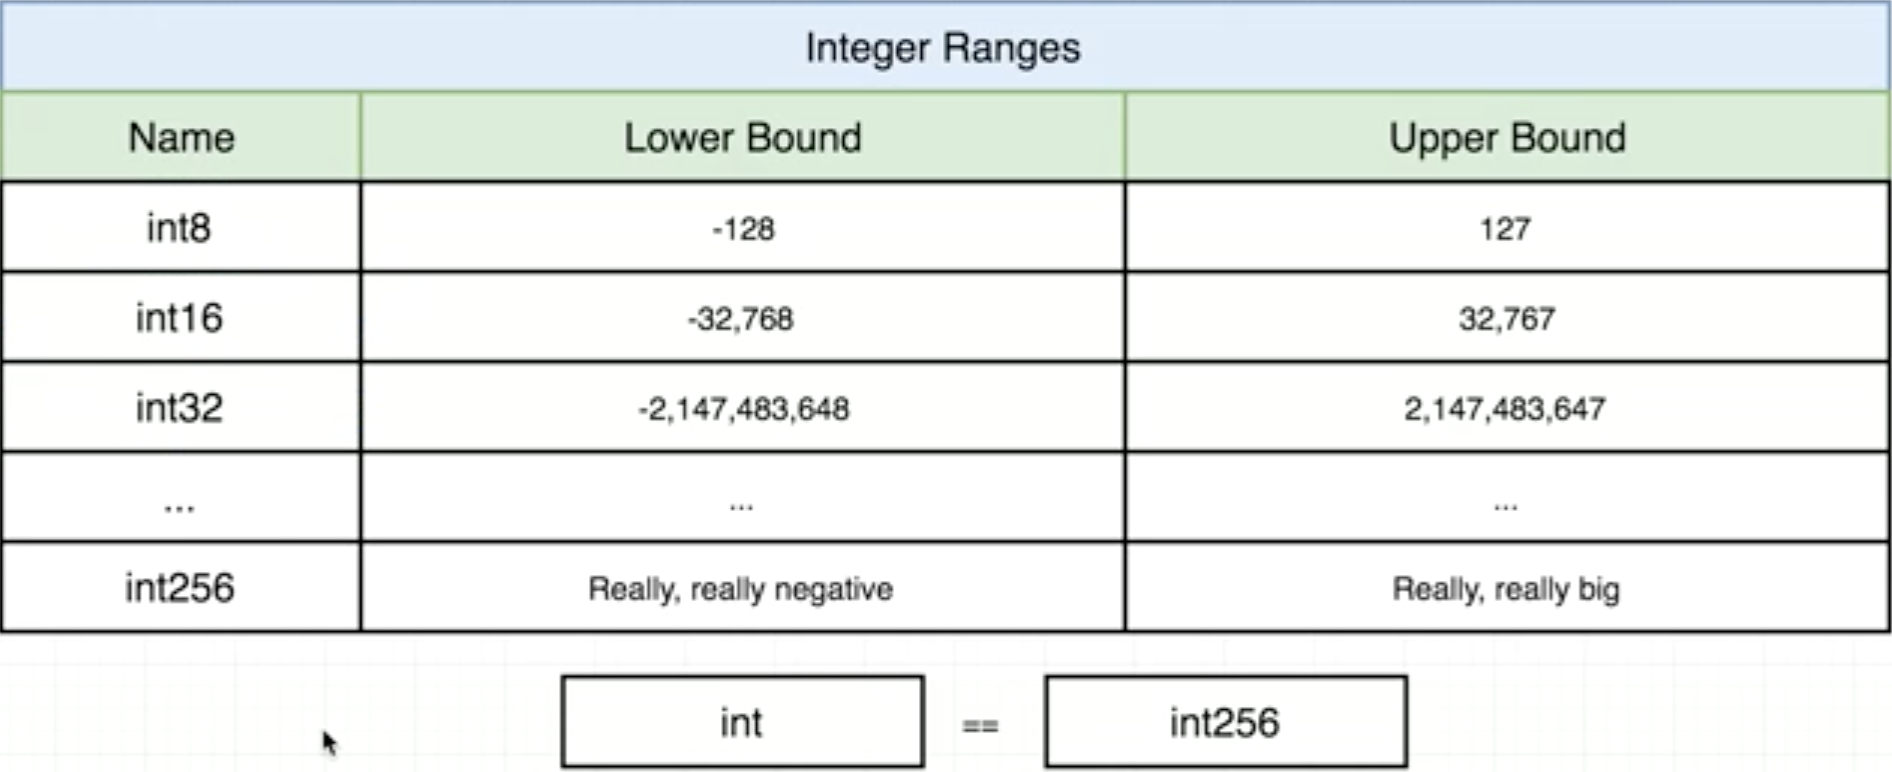 Integer Ranges
Name Lower Bound Upper Bound
int8 -128 127
int16 -32,768 32,767
int32 -2,147,483,648 2,147,483,647
... ... ...
int256 Really, really negative Really, really big
int == int256